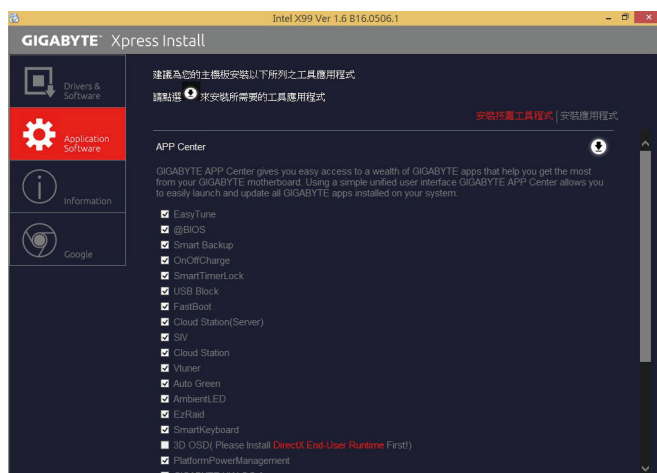 Intel X99 Ver 1.6 B16.0506.1
GIGABYTE™ Xpress Install
Drivers & Software
Application Software
Information
Google
建議為您的主機板安裝以下所列之工具應用程式
請點選 來安裝所需要的工具應用程式
安裝技嘉工具程式 | 安裝應用程式
APP Center
GIGABYTE APP Center gives you easy access to a wealth of GIGABYTE apps that help you get the most
from your GIGABYTE motherboard. Using a simple unified user interface GIGABYTE APP Center allows you
to easily launch and update all GIGABYTE apps installed on your system.
EasyTune
@BIOS
Smart Backup
OnOffCharge
SmartTimerLock
USB Block
FastBoot
Cloud Station(Server)
SIV
Cloud Station
Vtuner
Auto Green
AmbientLED
EzRaid
SmartKeyboard
3D OSD( Please Install DirectX End-User Runtime First!)
PlatformPowerManagement